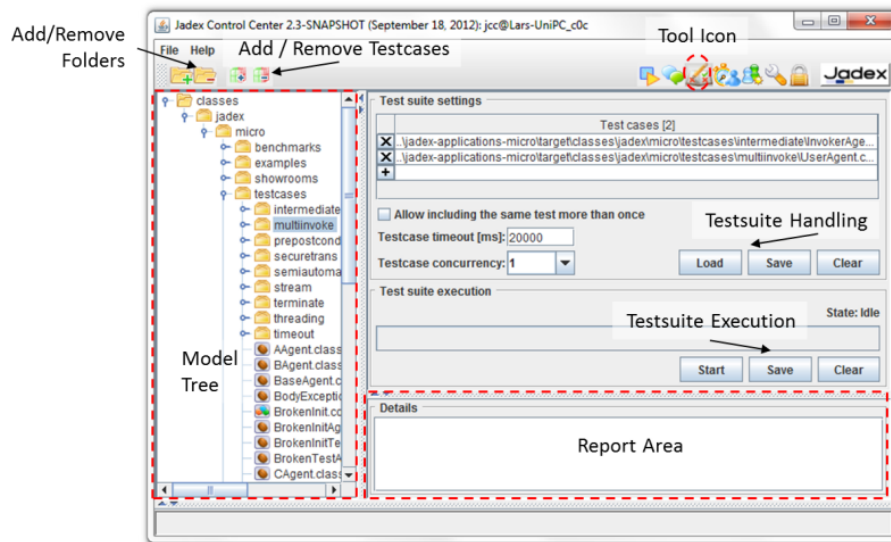 Jadex Control Center 2.3-SNAPSHOT (September 18, 2012): jcc@Lars-UniPC_c0c
Add/Remove
Folders
File Help
Add / Remove Testcases
Tool Icon
Jadex
classes
jadex
micro
benchmarks
examples
showrooms
testcases
intermediate
multiinvoke
prepostcond
securetrans
semiautoma
stream
terminate
threading
timeout
AAgent.class
BAgent.class
BaseAgent.c
BodyExceptio
BrokenInit.co
BrokenInitAg
BrokenInitTe
BrokenTestA
CAgent.class
Model
Tree
Test suite settings
Test cases [2]
..\jadex-applications-micro\target\classes\jadex\micro\testcases\intermediate\InvokerAge...
..\jadex-applications-micro\target\classes\jadex\micro\testcases\multiinvoke\UserAgent.c...
Allow including the same test more than once
Testcase timeout [ms]: 20000
Testsuite Handling
Testcase concurrency: 1
Load Save Clear
Test suite execution
State: Idle
Testsuite Execution
Start Save Clear
Details
Report Area